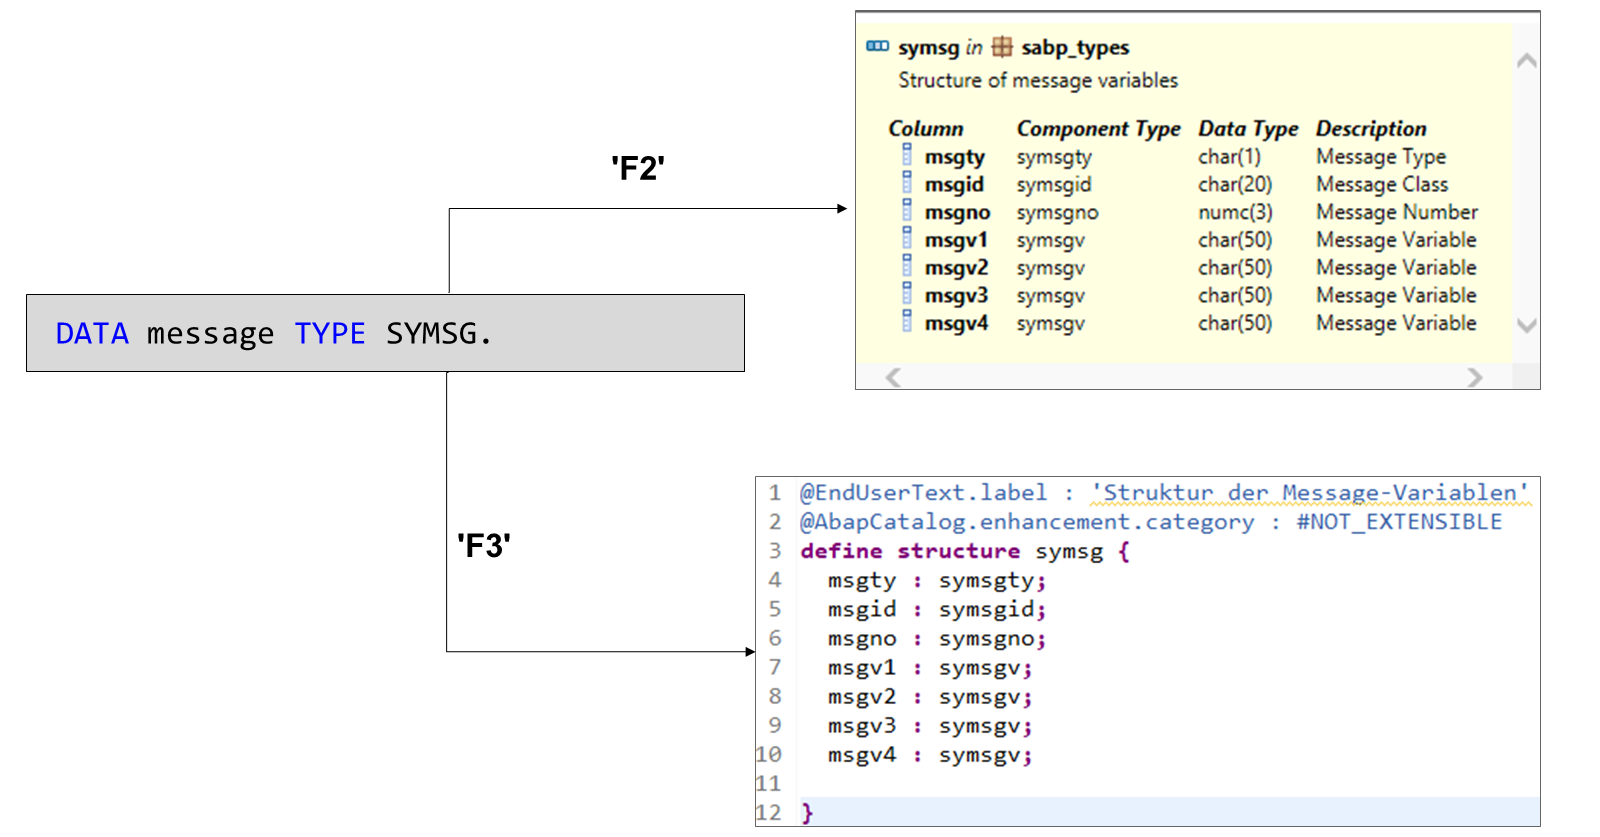 symsg in sabp_types
Structure of message variables
Column Component Type Data Type Description
msgty symsgty char(1) Message Type
msgid symsgid char(20) Message Class
msgno symsgno numc(3) Message Number
msgv1 symsgv char(50) Message Variable
msgv2 symsgv char(50) Message Variable
msgv3 symsgv char(50) Message Variable
msgv4 symsgv char(50) Message Variable
'F2'
DATA message TYPE SYMSG.
'F3'
1 @EndUserText.label : 'Struktur der Message-Variablen'
2 @AbapCatalog.enhancement.category : #NOT_EXTENSIBLE
3 define structure symsg {
4 msgty : symsgty;
5 msgid : symsgid;
6 msgno : symsgno;
7 msgv1 : symsgv;
8 msgv2 : symsgv;
9 msgv3 : symsgv;
10 msgv4 : symsgv;
11
12 }